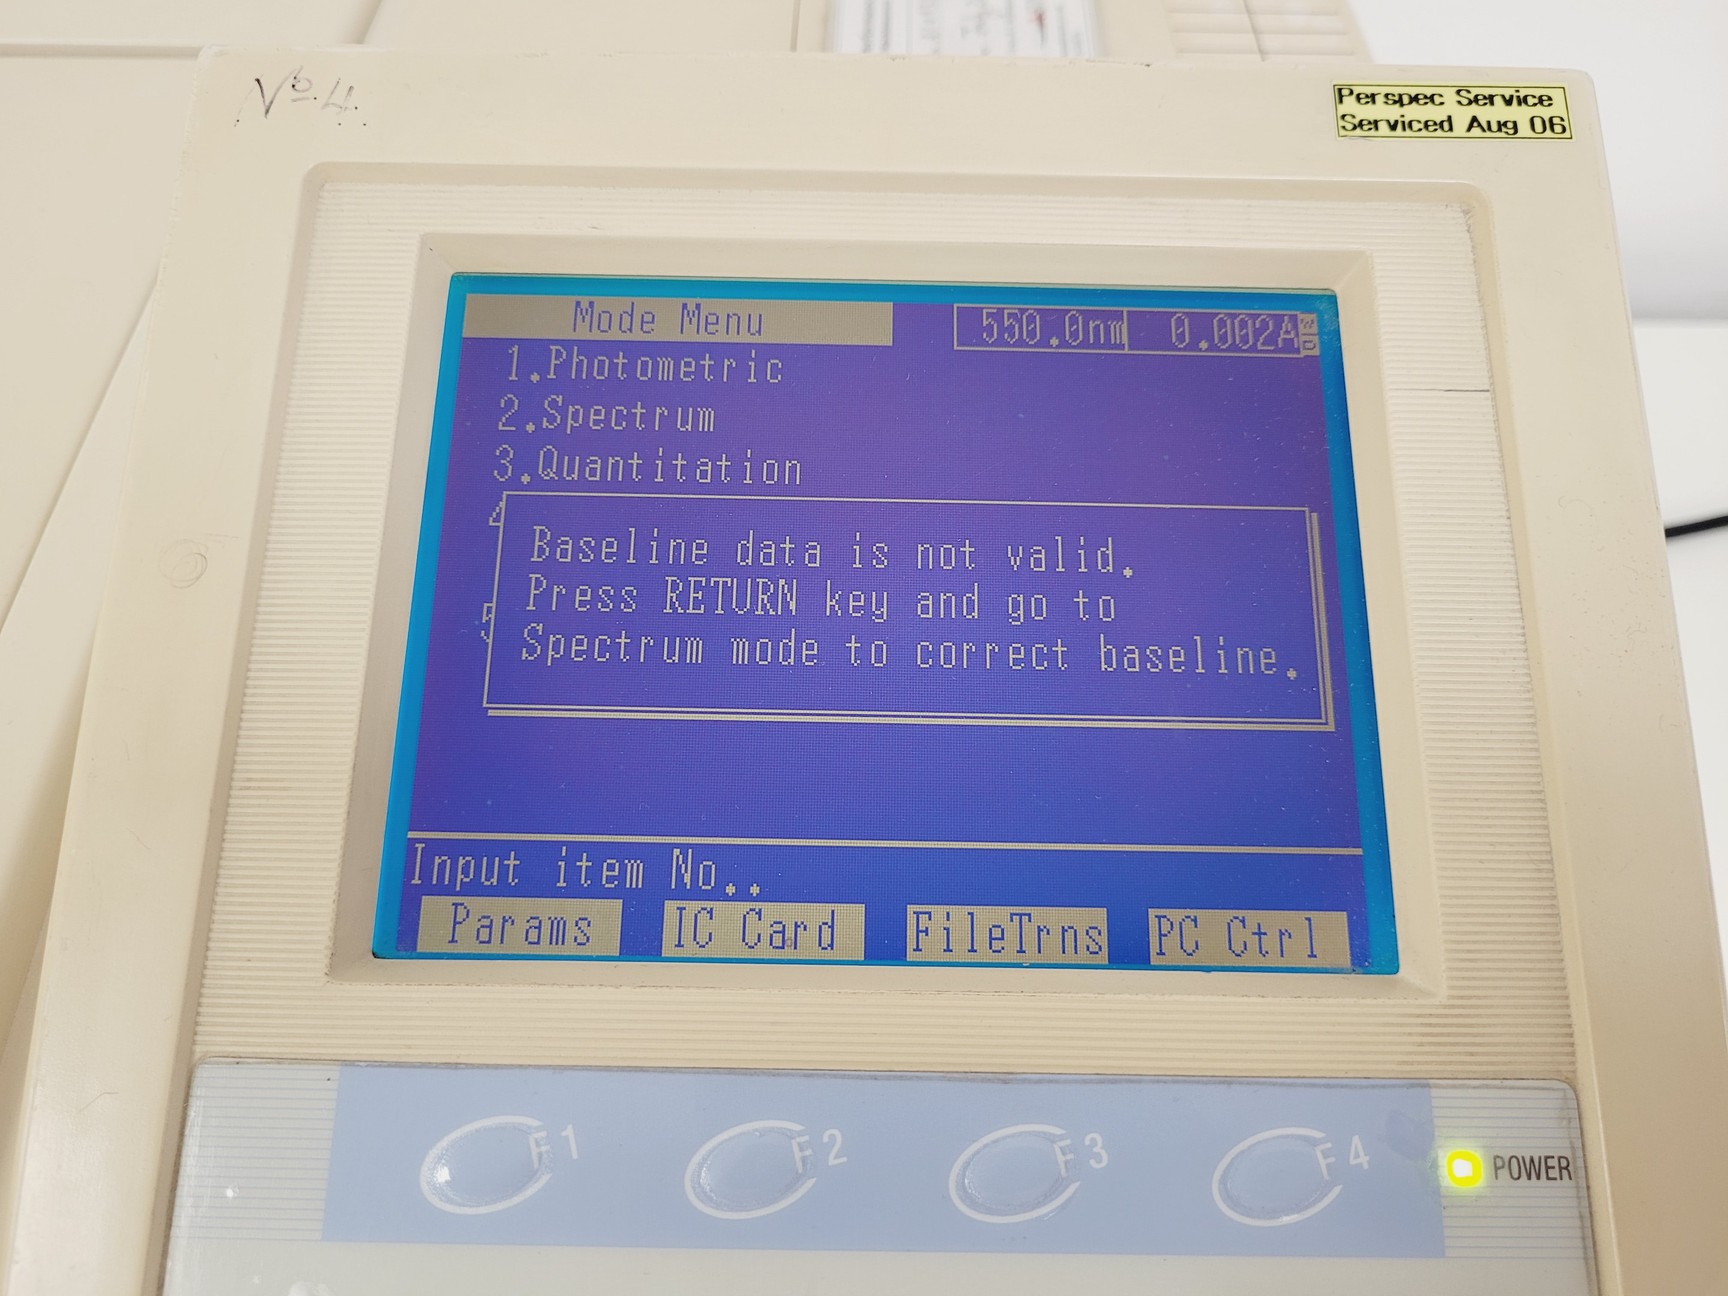 Nº.4.
Perspec Service
Serviced Aug 06
Mode Menu
550.0nm 0.002A
1.Photometric
2.Spectrum
3.Quantitation
4
Baseline data is not valid.
Press RETURN key and go to
5
Spectrum mode to correct baseline.
Input item No..
Params IC Card FileTrns PC Ctrl
F1 F2 F3 F4 POWER